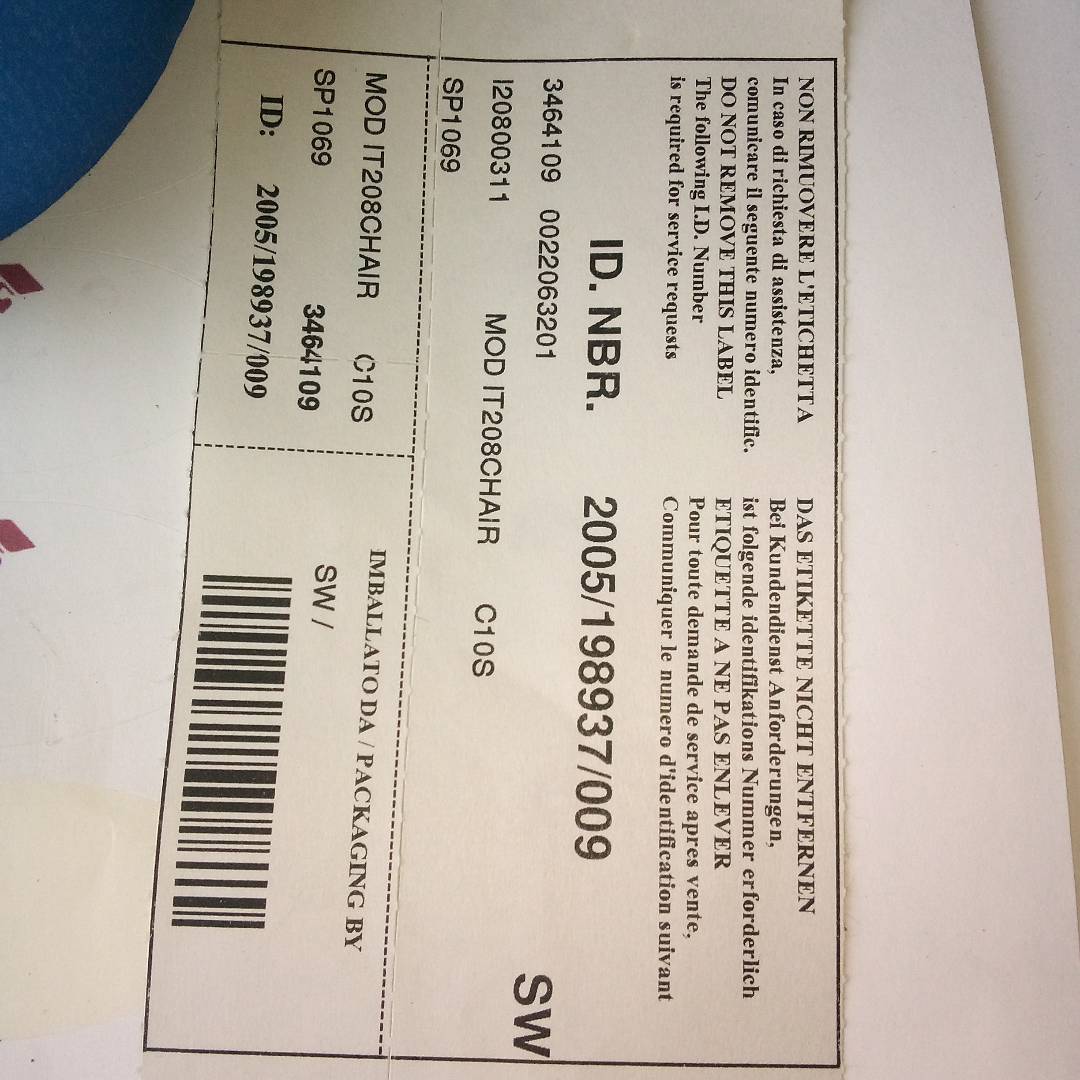 NON RIMUOVERE L'ETICHETTA
In caso di richiesta di assistenza,
comunicare il seguente numero identific.
DO NOT REMOVE THIS LABEL
The following I.D. Number
is required for service requests
DAS ETIKETTE NICHT ENTFERNEN
Bei Kundendienst Anforderungen,
ist folgende identifikations Nummer erforderlich
ETIQUETTE A NE PAS ENLEVER
Pour toute demande de service apres vente,
Communiquer le numero d'identification suivant
ID. NBR. 2005/198937/009
3464109 0022063201
SW
I20800311 MOD IT208CHAIR C10S
SP1069
MOD IT208CHAIR C10S
SP1069 3464109
ID: 2005/198937/009
IMBALLATO DA / PACKAGING BY
SW /